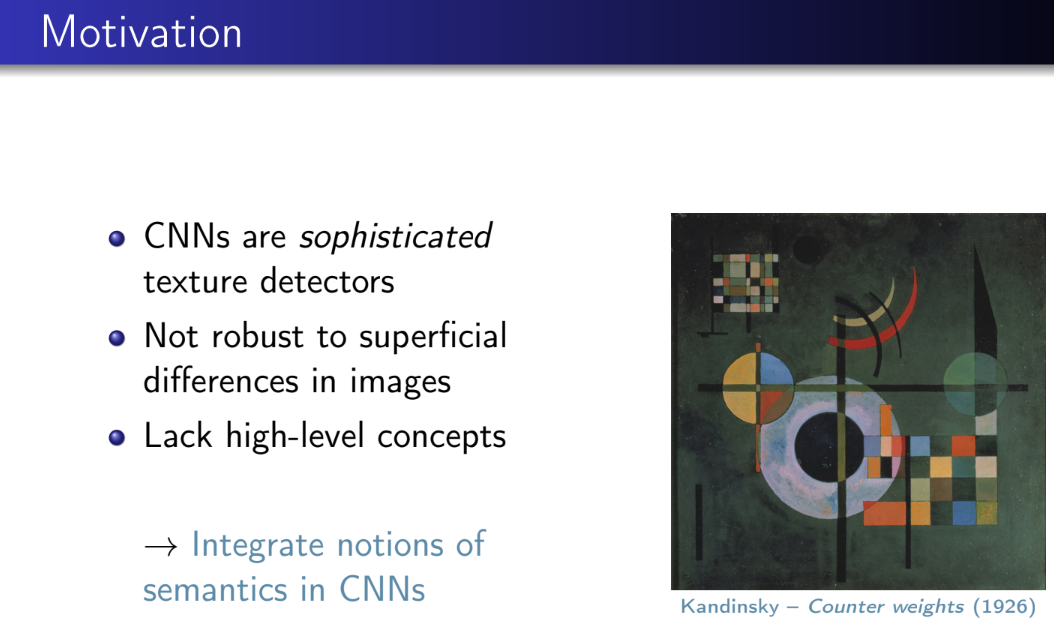 Motivation
CNNs are sophisticated
texture detectors
Not robust to superficial
differences in images
Lack high-level concepts
→ Integrate notions of
semantics in CNNs
Kandinsky – Counter weights (1926)